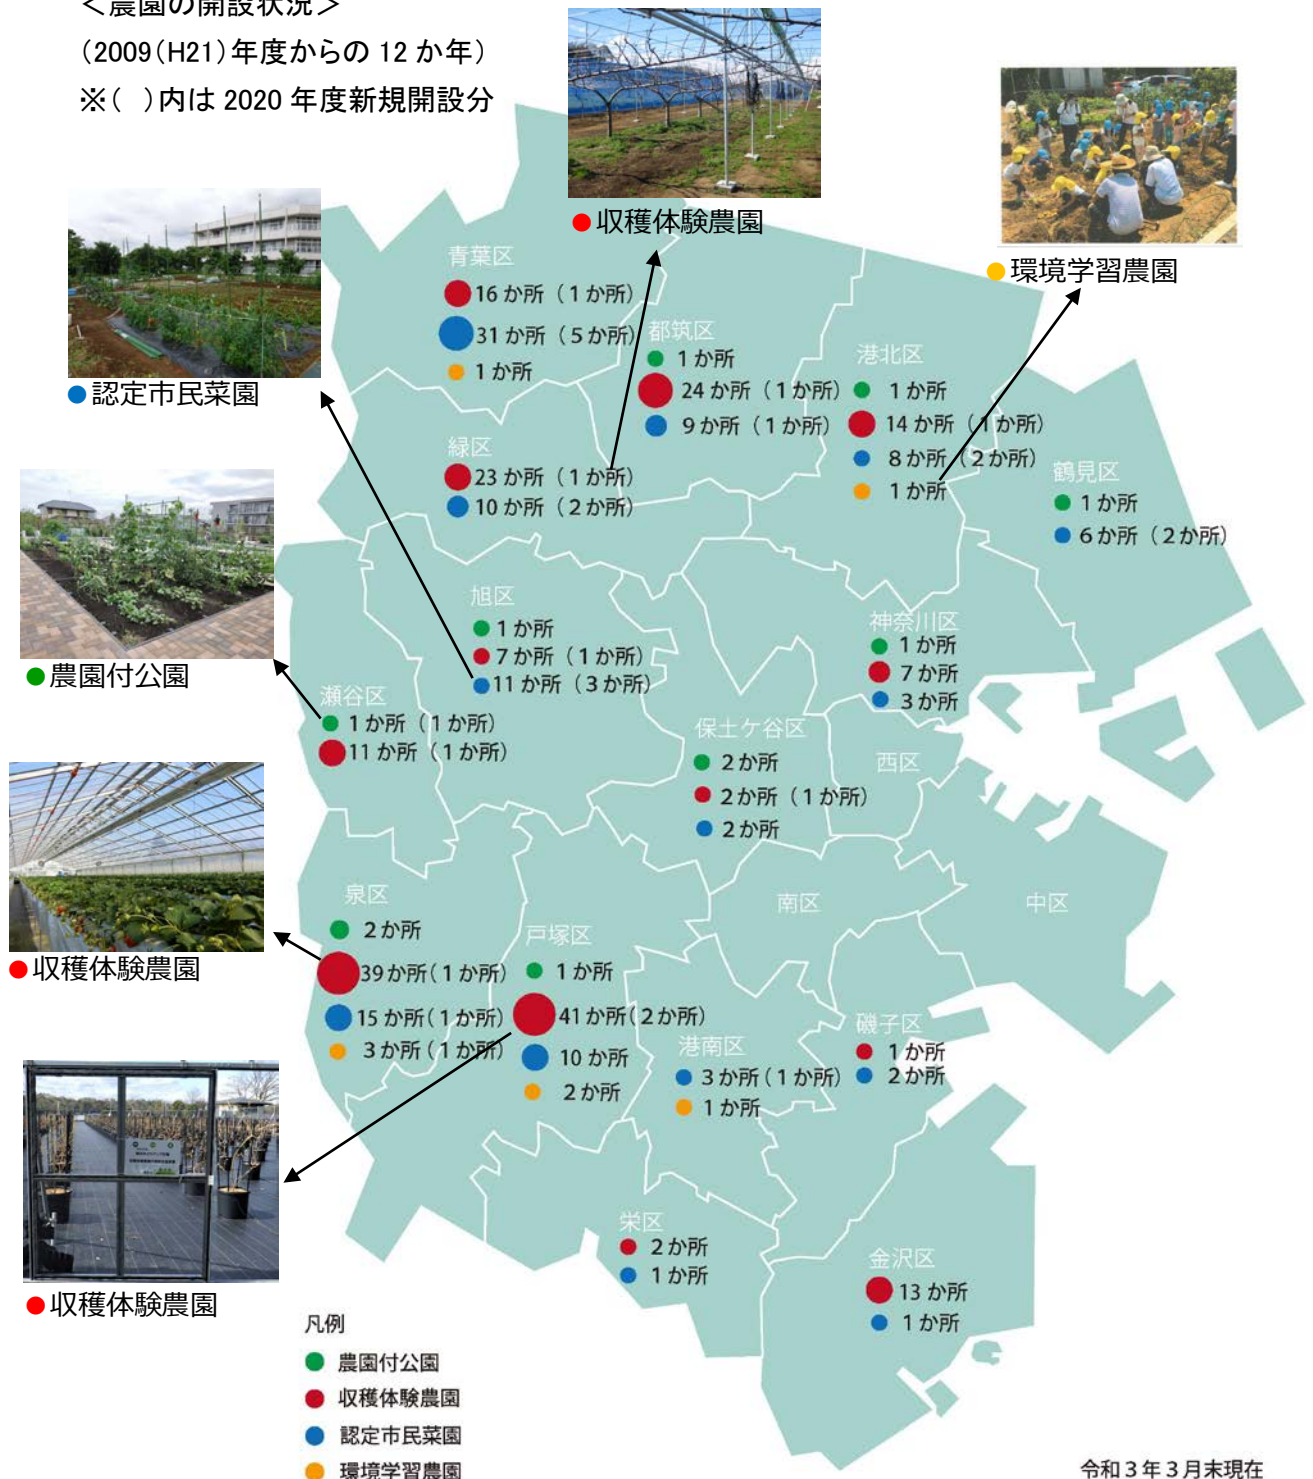 <農園の開設状況>
(2009(H21)年度からの 12 か年)
※( )内は 2020 年度新規開設分
収穫体験農園
環境学習農園
認定市民菜園
農園付公園
収穫体験農園
収穫体験農園
青葉区
16 か所(1 か所)
31 か所(5 か所)
1 か所
都筑区
1 か所
24 か所(1 か所)
9 か所(1 か所)
港北区
1 か所
14 か所(1 か所)
8 か所(2 か所)
1 か所
緑区
23 か所(1 か所)
10 か所(2 か所)
鶴見区
1 か所
6 か所(2 か所)
旭区
1 か所
7 か所(1 か所)
11 か所(3 か所)
神奈川区
1 か所
7 か所
3 か所
瀬谷区
1 か所(1 か所)
11 か所(1 か所)
保土ケ谷区
2 か所
2 か所(1 か所)
2 か所
西区
泉区
2 か所
39 か所(1 か所)
15 か所(1 か所)
3 か所(1 か所)
戸塚区
1 か所
41 か所(2 か所)
10 か所
2 か所
南区
中区
港南区
3 か所(1 か所)
1 か所
磯子区
1 か所
2 か所
栄区
2 か所
1 か所
金沢区
13 か所
1 か所
凡例
農園付公園
収穫体験農園
認定市民菜園
環境学習農園
令和3年3月末現在